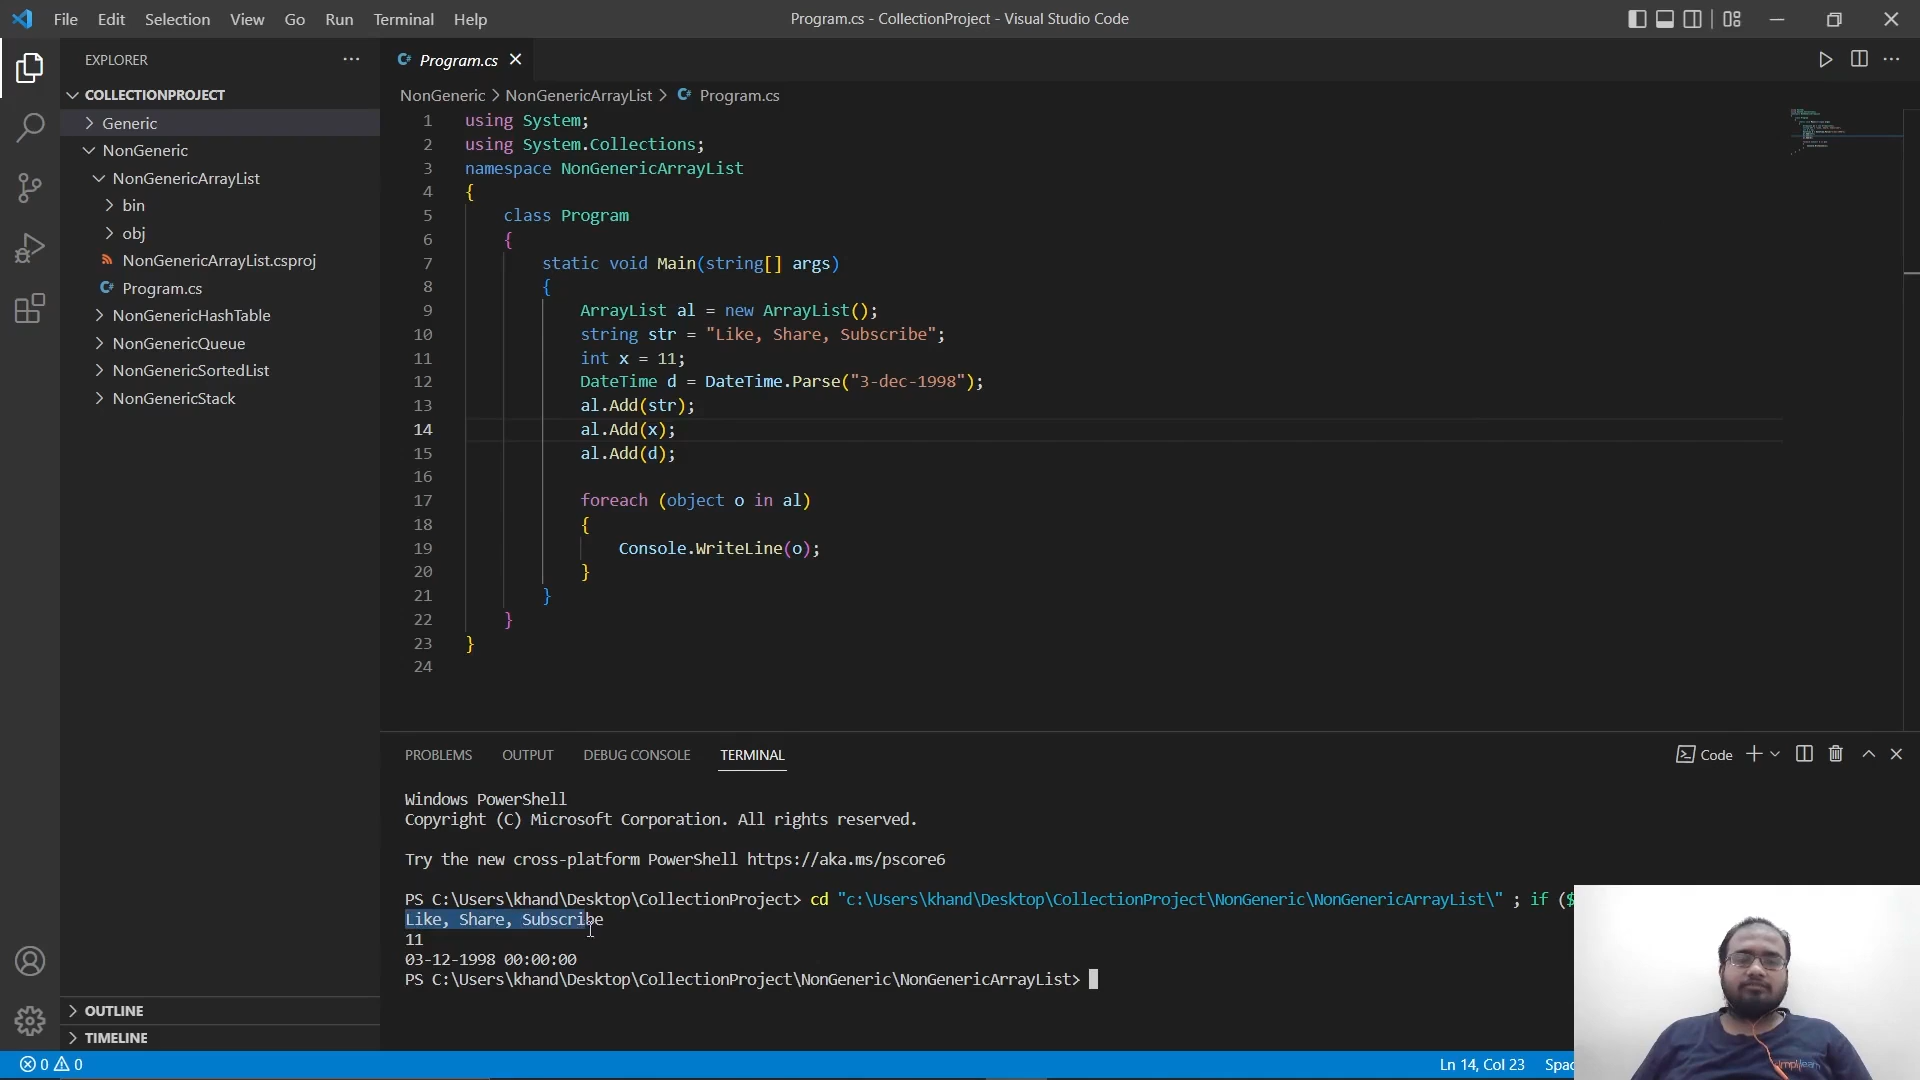 File Edit Selection View Go Run Terminal Help
Program.cs - CollectionProject - Visual Studio Code
EXPLORER
COLLECTIONPROJECT
Generic
NonGeneric
NonGenericArrayList
bin
obj
NonGenericArrayList.csproj
Program.cs
NonGenericHashTable
NonGenericQueue
NonGenericSortedList
NonGenericStack
OUTLINE
TIMELINE
Program.cs
NonGeneric > NonGenericArrayList > Program.cs
1 using System;
2 using System.Collections;
3 namespace NonGenericArrayList
4 {
5 class Program
6 {
7 static void Main(string[] args)
8 {
9 ArrayList al = new ArrayList();
10 string str = "Like, Share, Subscribe";
11 int x = 11;
12 DateTime d = DateTime.Parse("3-dec-1998");
13 al.Add(str);
14 al.Add(x);
15 al.Add(d);
16
17 foreach (object o in al)
18 {
19 Console.WriteLine(o);
20 }
21 }
22 }
23 }
24
PROBLEMS OUTPUT DEBUG CONSOLE TERMINAL
Code
Windows PowerShell
Copyright (C) Microsoft Corporation. All rights reserved.
Try the new cross-platform PowerShell https://aka.ms/pscore6
PS C:\Users\khand\Desktop\CollectionProject> cd "c:\Users\khand\Desktop\CollectionProject\NonGeneric\NonGenericArrayList\" ; if ($
Like, Share, Subscribe
11
03-12-1998 00:00:00
PS C:\Users\khand\Desktop\CollectionProject\NonGeneric\NonGenericArrayList>
0 0
Ln 14, Col 23 Spac